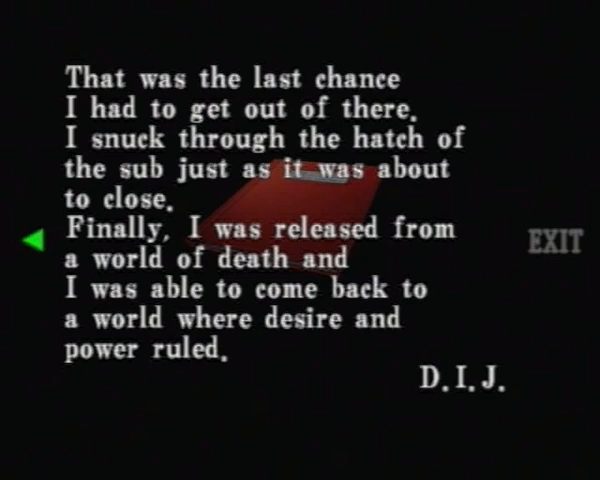 That was the last chance
I had to get out of there.
I snuck through the hatch of
the sub just as it was about
to close.
Finally, I was released from
a world of death and
I was able to come back to
a world where desire and
power ruled.
D.I.J.
EXIT